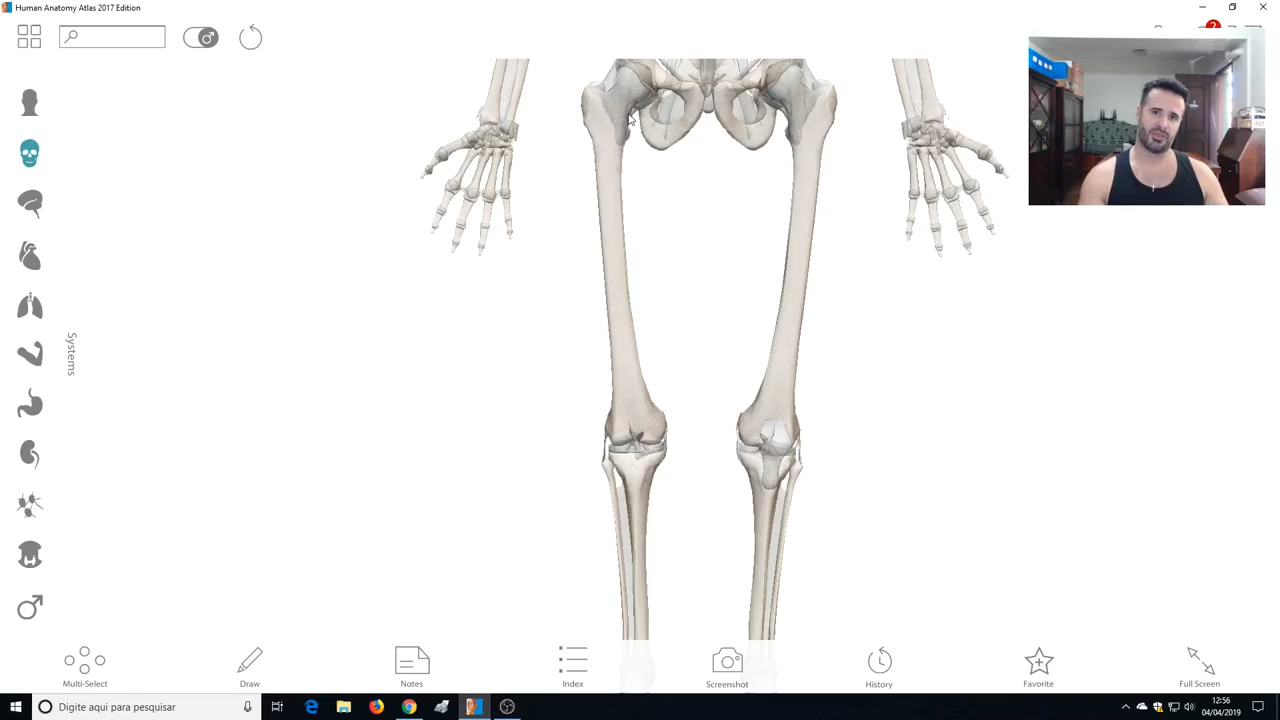 Human Anatomy Atlas 2017 Edition
2
Systems
Multi-Select
Draw
Notes
Index
Screenshot
History
Favorite
Full Screen
Digite aqui para pesquisar
12:56
04/04/2019